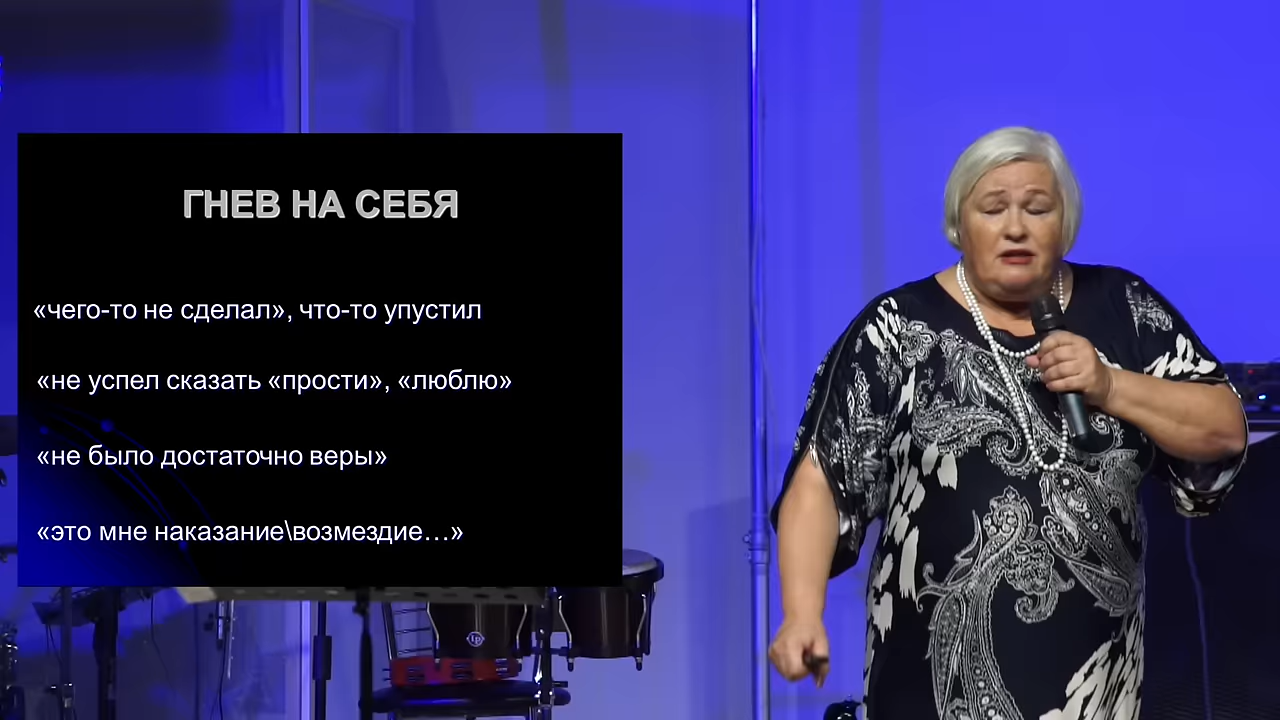 ГНЕВ НА СЕБЯ
«чего-то не сделал», что-то упустил
«не успел сказать «прости», «люблю»
«не было достаточно веры»
«это мне наказание\возмездие…»
LP